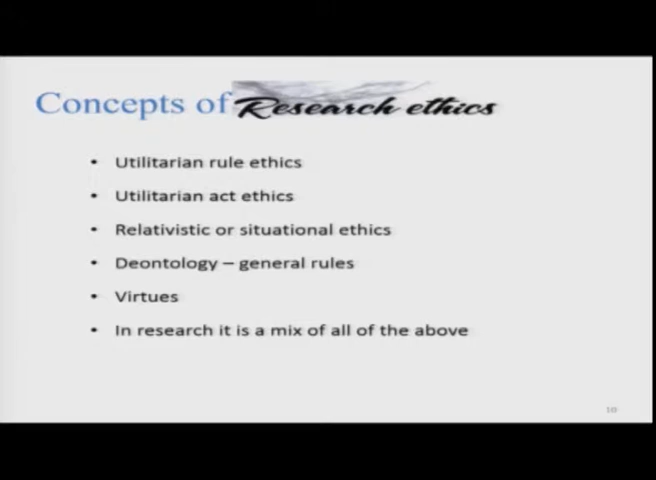 Concepts of Research ethics
• Utilitarian rule ethics
• Utilitarian act ethics
• Relativistic or situational ethics
• Deontology – general rules
• Virtues
• In research it is a mix of all of the above
10